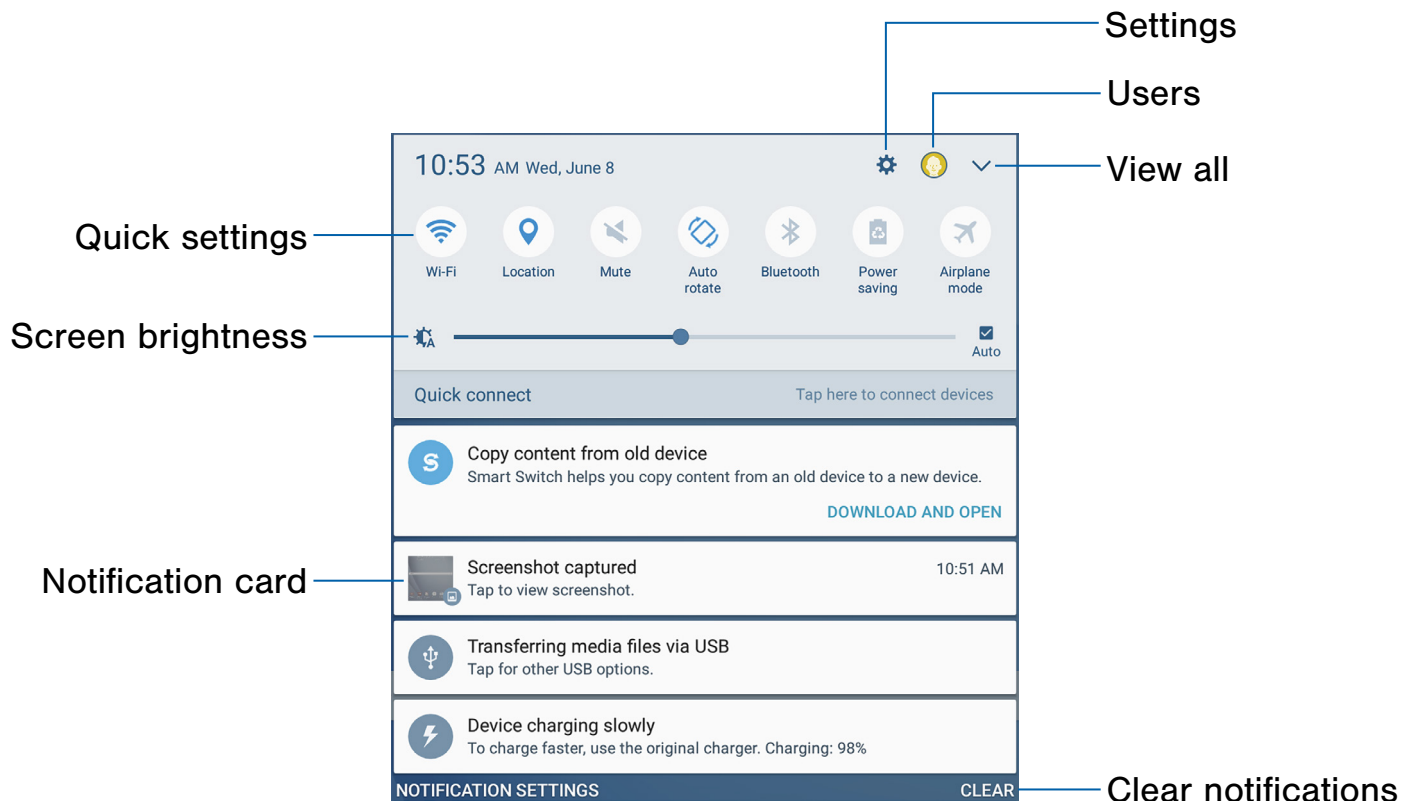 Settings
Users
View all
10:53 AM Wed, June 8
Quick settings
Wi-Fi
Location
Mute
Auto
rotate
Bluetooth
Power
saving
Airplane
mode
Screen brightness
A
Auto
Quick connect
Tap here to connect devices
S
Copy content from old device
Smart Switch helps you copy content from an old device to a new device.
DOWNLOAD AND OPEN
Notification card
Screenshot captured
10:51 AM
Tap to view screenshot.
Transferring media files via USB
Tap for other USB options.
Device charging slowly
To charge faster, use the original charger. Charging: 98%
NOTIFICATION SETTINGS
CLEAR
Clear notifications